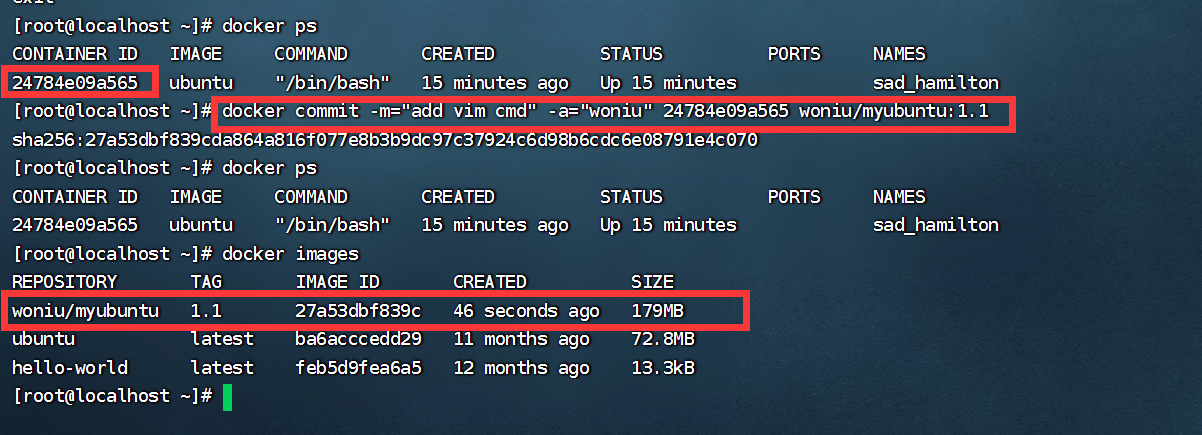 exit
[root@localhost ~]# docker ps
CONTAINER ID   IMAGE     COMMAND       CREATED          STATUS          PORTS     NAMES
24784e09a565   ubuntu    "/bin/bash"   15 minutes ago   Up 15 minutes             sad_hamilton
[root@localhost ~]# docker commit -m="add vim cmd" -a="woniu" 24784e09a565 woniu/myubuntu:1.1
sha256:27a53dbf839cda864a816f077e8b3b9dc97c37924c6d98b6cdc6e08791e4c070
[root@localhost ~]# docker ps
CONTAINER ID   IMAGE     COMMAND       CREATED          STATUS          PORTS     NAMES
24784e09a565   ubuntu    "/bin/bash"   15 minutes ago   Up 15 minutes             sad_hamilton
[root@localhost ~]# docker images
REPOSITORY       TAG       IMAGE ID       CREATED          SIZE
woniu/myubuntu   1.1       27a53dbf839c   46 seconds ago   179MB
ubuntu           latest    ba6acccedd29   11 months ago    72.8MB
hello-world      latest    feb5d9fea6a5   12 months ago    13.3kB
[root@localhost ~]#